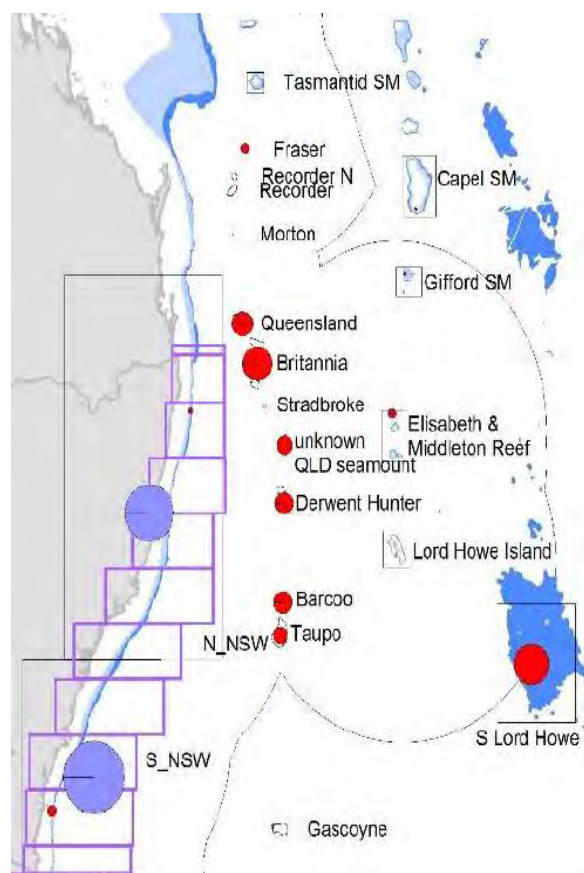 Tasmantid SM
Fraser
Recorder N
Recorder
Capel SM
Morton
Gifford SM
Queensland
Britannia
Stradbroke
Elisabeth &
Middleton Reef
unknown
QLD seamount
Derwent Hunter
Lord Howe Island
Barcoo
Taupo
N_NSW
S Lord Howe
S_NSW
Gascoyne